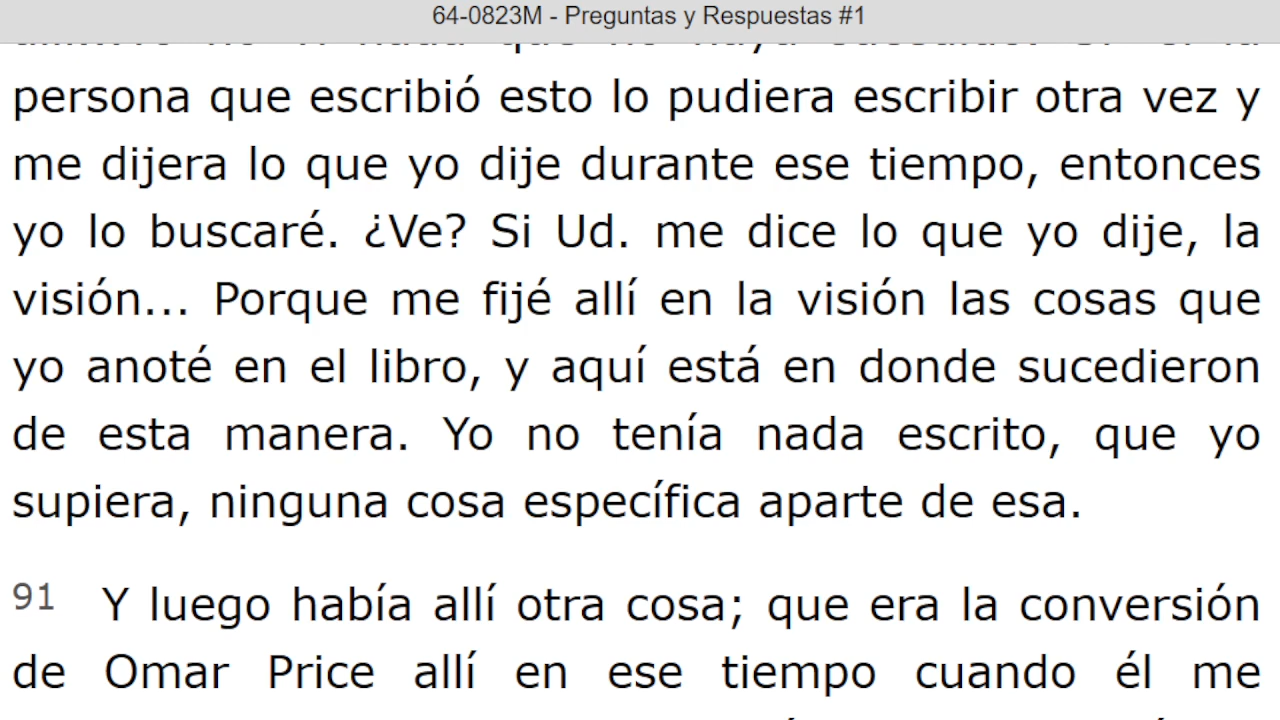 64-0823M - Preguntas y Respuestas #1
persona que escribió esto lo pudiera escribir otra vez y
me dijera lo que yo dije durante ese tiempo, entonces
yo lo buscaré. ¿Ve? Si Ud. me dice lo que yo dije, la
visión... Porque me fijé allí en la visión las cosas que
yo anoté en el libro, y aquí está en donde sucedieron
de esta manera. Yo no tenía nada escrito, que yo
supiera, ninguna cosa específica aparte de esa.
91 Y luego había allí otra cosa; que era la conversión
de Omar Price allí en ese tiempo cuando él me